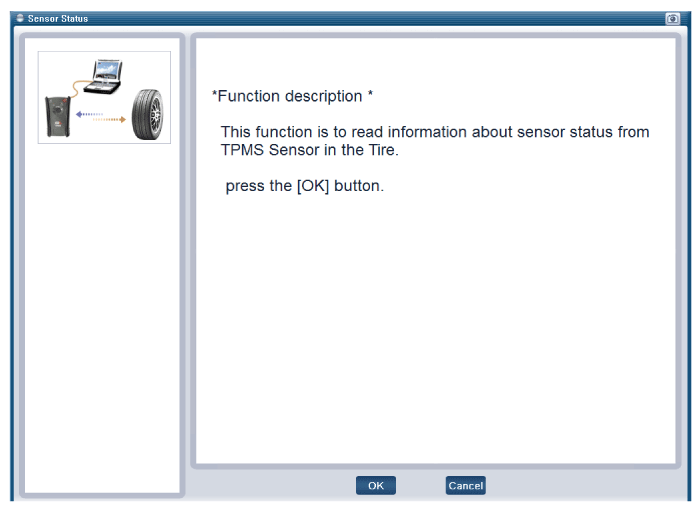 Sensor Status
*Function description *
This function is to read information about sensor status from
TPMS Sensor in the Tire.
press the [OK] button.
OK
Cancel